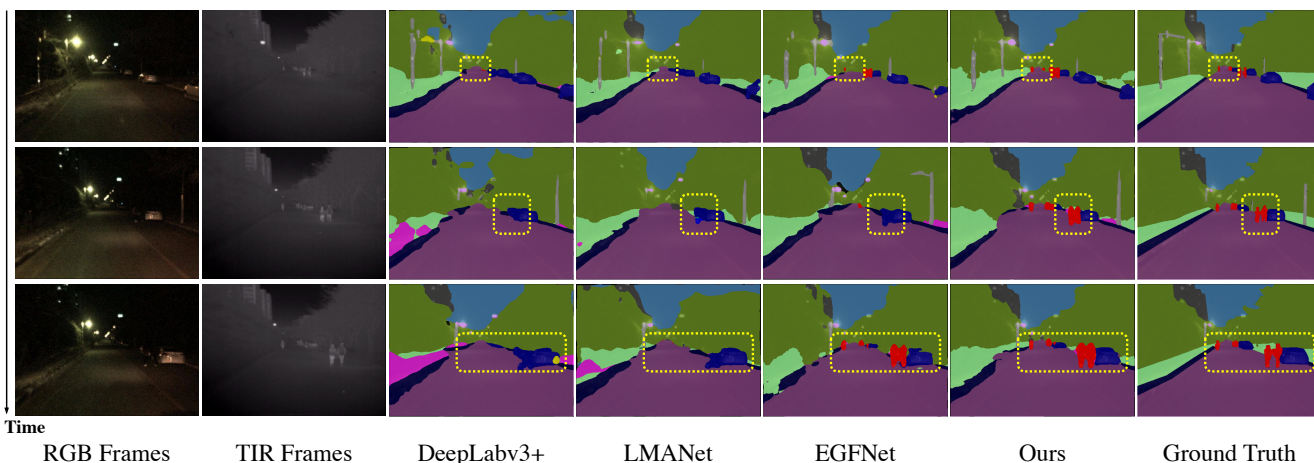 Time
RGB Frames TIR Frames DeepLabv3+ LMANet EGFNet Ours Ground Truth